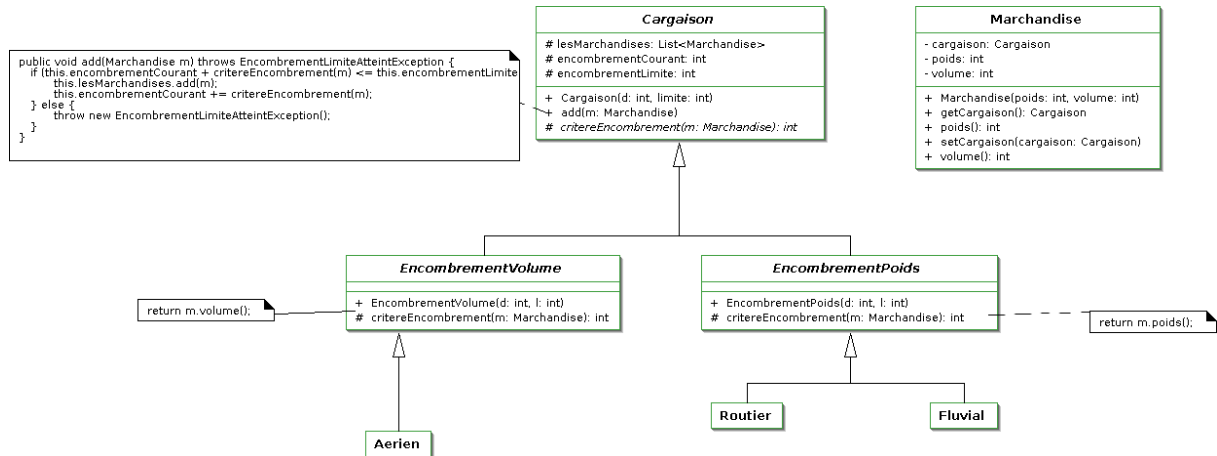 Cargaison
# lesMarchandises: List<Marchandise>
# encombrementCourant: int
# encombrementLimite: int
+ Cargaison(d: int, limite: int)
+ add(m: Marchandise)
# critereEncombrement(m: Marchandise): int
Marchandise
- cargaison: Cargaison
- poids: int
- volume: int
+ Marchandise(poids: int, volume: int)
+ getCargaison(): Cargaison
+ poids(): int
+ setCargaison(cargaison: Cargaison)
+ volume(): int
public void add(Marchandise m) throws EncombrementLimiteAtteintException {
if (this.encombrementCourant + critereEncombrement(m) <= this.encombrementLimite
this.lesMarchandises.add(m);
this.encombrementCourant += critereEncombrement(m);
} else {
throw new EncombrementLimiteAtteintException();
}
}
EncombrementVolume
+ EncombrementVolume(d: int, l: int)
# critereEncombrement(m: Marchandise): int
return m.volume();
EncombrementPoids
+ EncombrementPoids(d: int, l: int)
# critereEncombrement(m: Marchandise): int
return m.poids();
Routier
Fluvial
Aerien